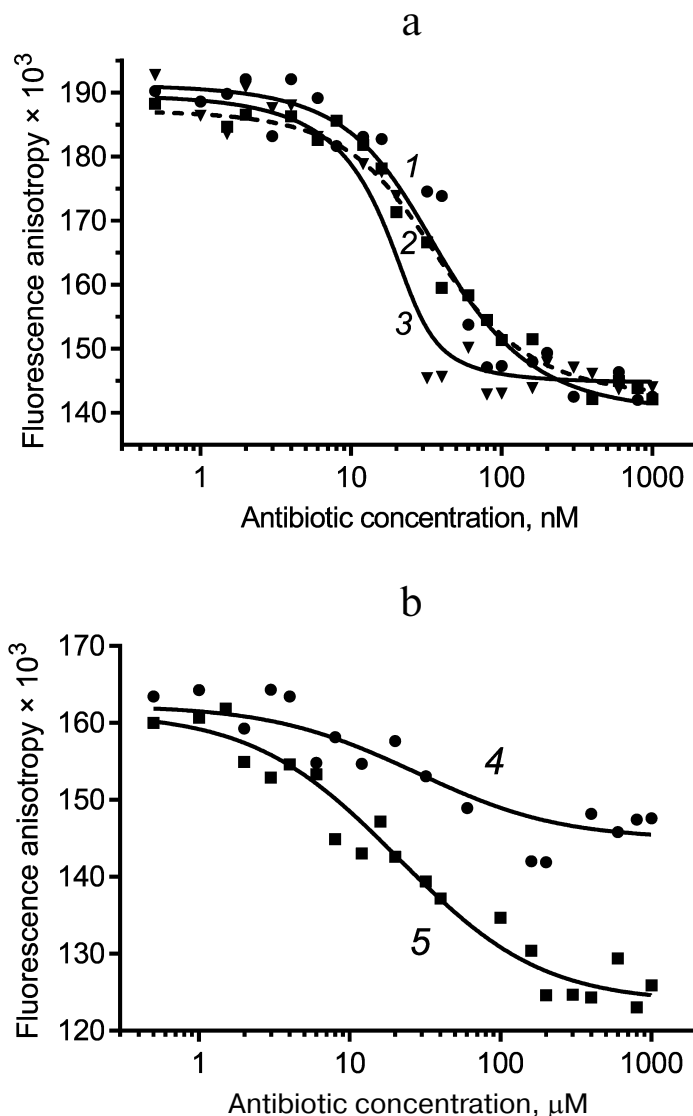 a
Fluorescence anisotropy × 10³
190
180
170
160
150
140
1
2
3
1 10 100 1000
Antibiotic concentration, nM
b
Fluorescence anisotropy × 10³
170
160
150
140
130
120
4
5
1 10 100 1000
Antibiotic concentration, μM